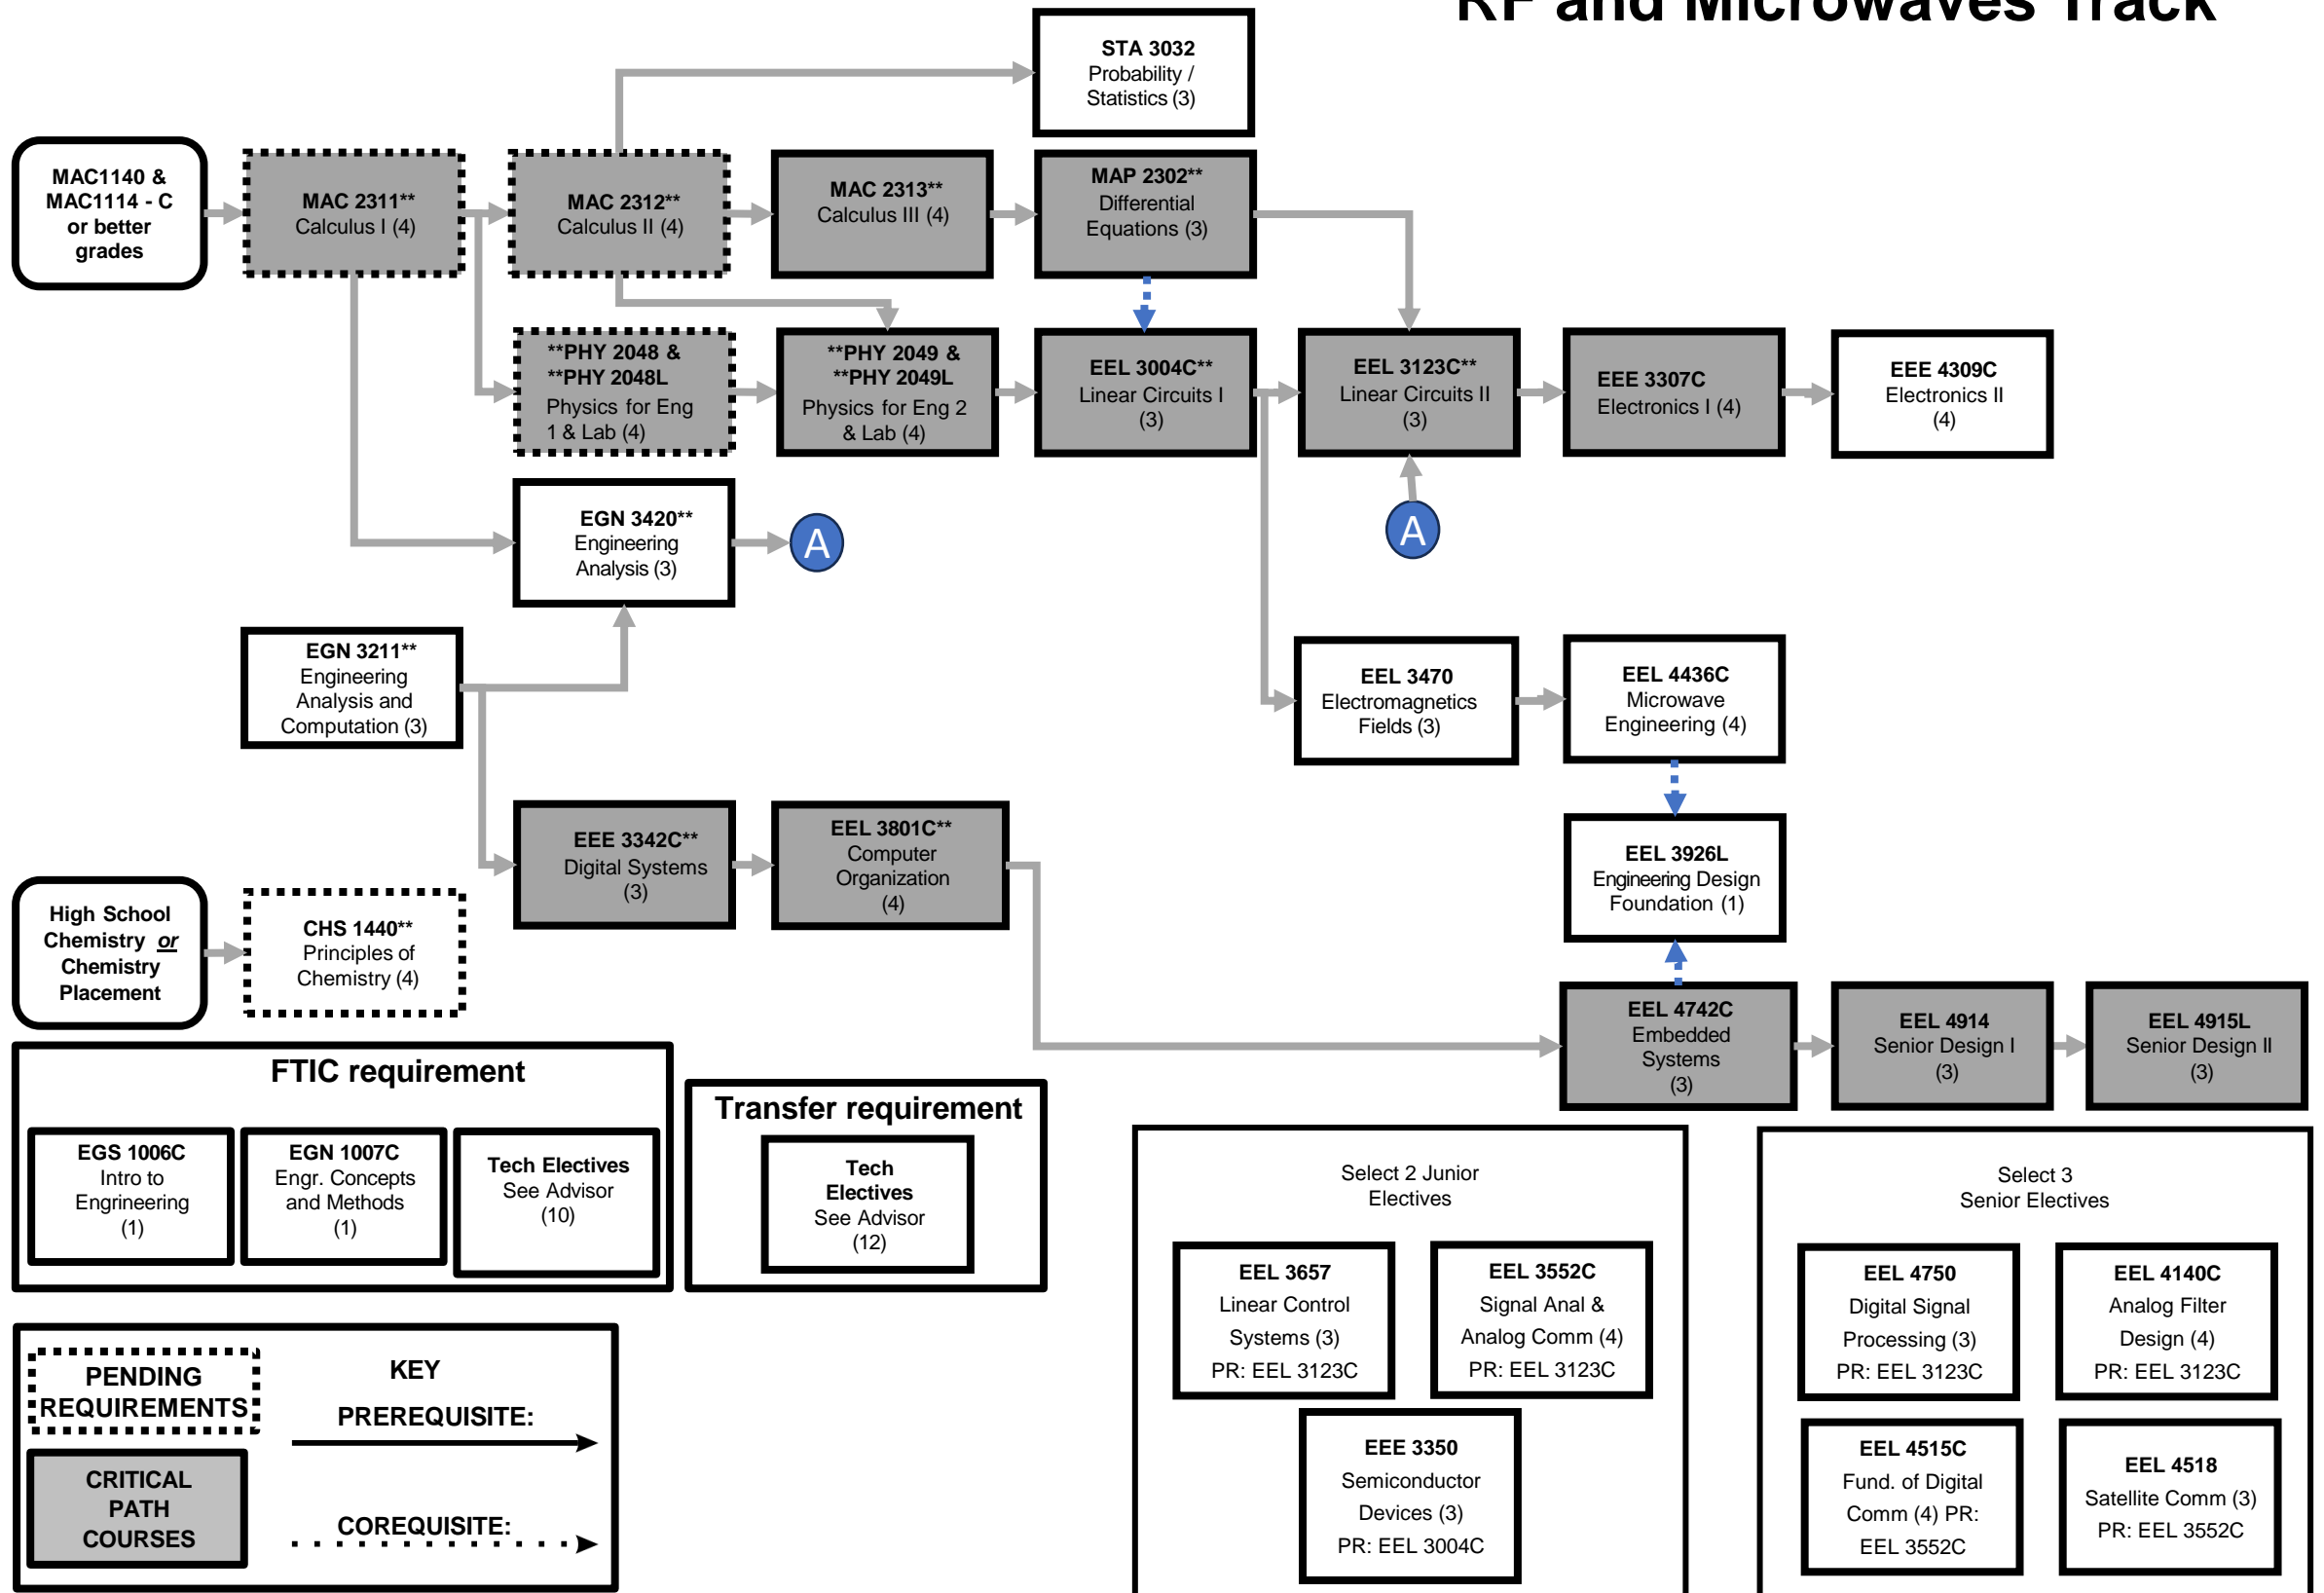 RF and Microwaves Track
STA 3032
Probability /
Statistics (3)
MAC1140 &
MAC1114 - C
or better
grades
MAC 2311**
Calculus I (4)
MAC 2312**
Calculus II (4)
MAC 2313**
Calculus III (4)
MAP 2302**
Differential
Equations (3)
**PHY 2048 &
**PHY 2048L
Physics for Eng
1 & Lab (4)
**PHY 2049 &
**PHY 2049L
Physics for Eng 2
& Lab (4)
EEL 3004C**
Linear Circuits I
(3)
EEL 3123C**
Linear Circuits II
(3)
EEE 3307C
Electronics I (4)
EEE 4309C
Electronics II
(4)
EGN 3420**
Engineering
Analysis (3)
A
A
EGN 3211**
Engineering
Analysis and
Computation (3)
EEL 3470
Electromagnetics
Fields (3)
EEL 4436C
Microwave
Engineering (4)
EEE 3342C**
Digital Systems
(3)
EEL 3801C**
Computer
Organization
(4)
EEL 3926L
Engineering Design
Foundation (1)
High School
Chemistry or
Chemistry
Placement
CHS 1440**
Principles of
Chemistry (4)
EEL 4742C
Embedded
Systems
(3)
EEL 4914
Senior Design I
(3)
EEL 4915L
Senior Design II
(3)
FTIC requirement
EGS 1006C
Intro to
Engrineering
(1)
EGN 1007C
Engr. Concepts
and Methods
(1)
Tech Electives
See Advisor
(10)
Transfer requirement
Tech
Electives
See Advisor
(12)
Select 2 Junior
Electives
EEL 3657
Linear Control
Systems (3)
PR: EEL 3123C
EEL 3552C
Signal Anal &
Analog Comm (4)
PR: EEL 3123C
EEE 3350
Semiconductor
Devices (3)
PR: EEL 3004C
Select 3
Senior Electives
EEL 4750
Digital Signal
Processing (3)
PR: EEL 3123C
EEL 4140C
Analog Filter
Design (4)
PR: EEL 3123C
EEL 4515C
Fund. of Digital
Comm (4) PR:
EEL 3552C
EEL 4518
Satellite Comm (3)
PR: EEL 3552C
PENDING
REQUIREMENTS
CRITICAL
PATH
COURSES
KEY
PREREQUISITE:
COREQUISITE: